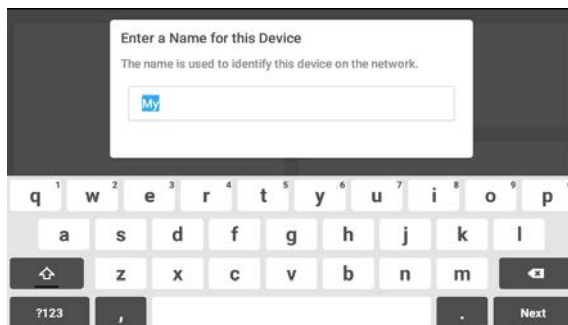 Enter a Name for this Device
The name is used to identify this device on the network.
My
q 1 w 2 e 3 r 4 t 5 y 6 u 7 i 8 o 9 p
a s d f g h j k l
z x c v b n m
?123 , . Next